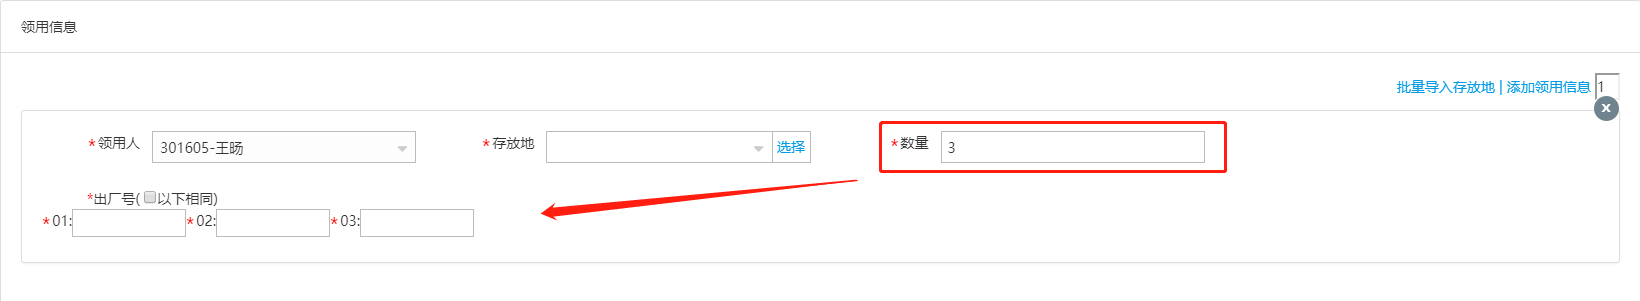 领用信息
批量导入存放地 | 添加领用信息 1
*领用人 301605-王旸 *存放地 选择 *数量 3
*出厂号(以下相同)
*01: *02: *03: